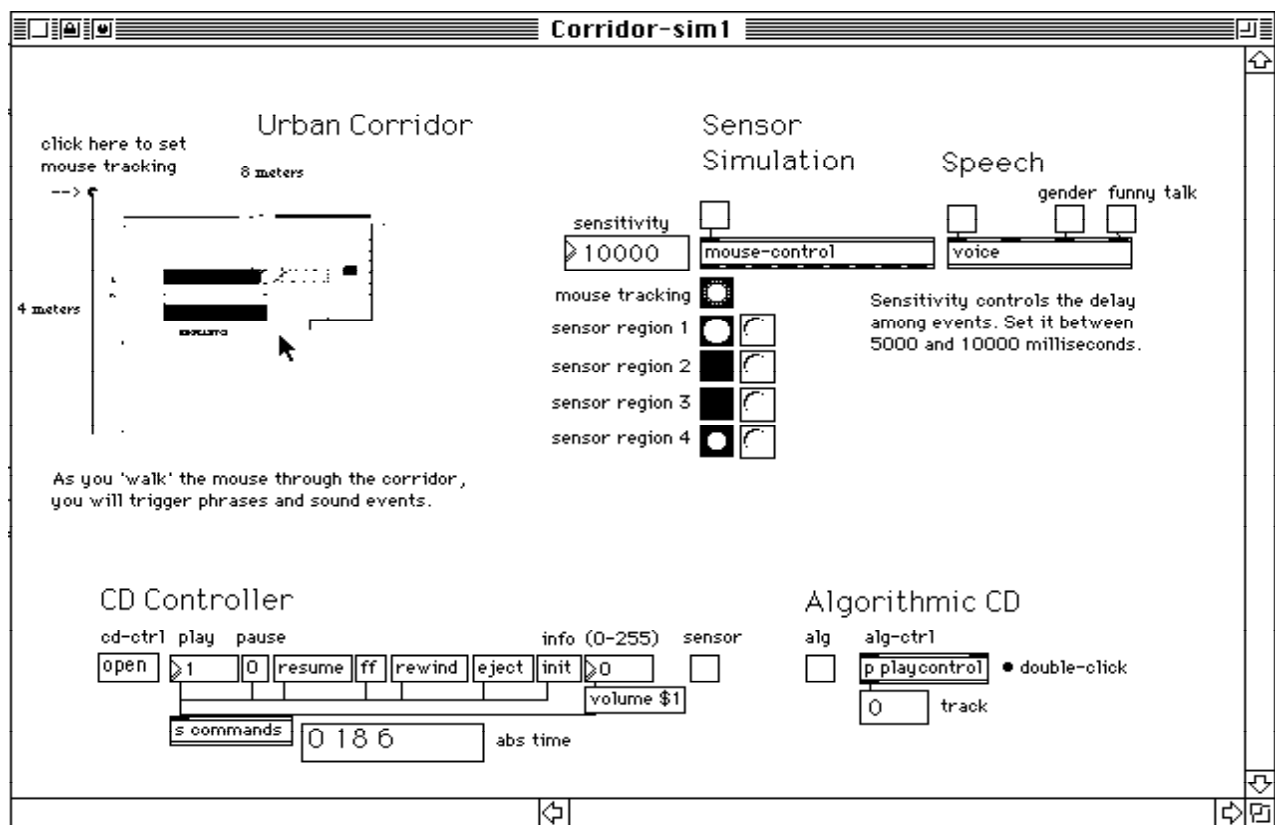 Corridor-sim1
Urban Corridor
click here to set
mouse tracking
8 meters
-->
4 meters
As you 'walk' the mouse through the corridor,
you will trigger phrases and sound events.
Sensor
Simulation
sensitivity
10000
mouse-control
mouse tracking
sensor region 1
sensor region 2
sensor region 3
sensor region 4
Speech
gender funny talk
voice
Sensitivity controls the delay
among events. Set it between
5000 and 10000 milliseconds.
CD Controller
cd-ctrl play pause info (0-255) sensor
open 1 0 resume ff rewind eject init 0
volume $1
s commands
0 18 6 abs time
Algorithmic CD
alg alg-ctrl
p playcontrol double-click
0 track